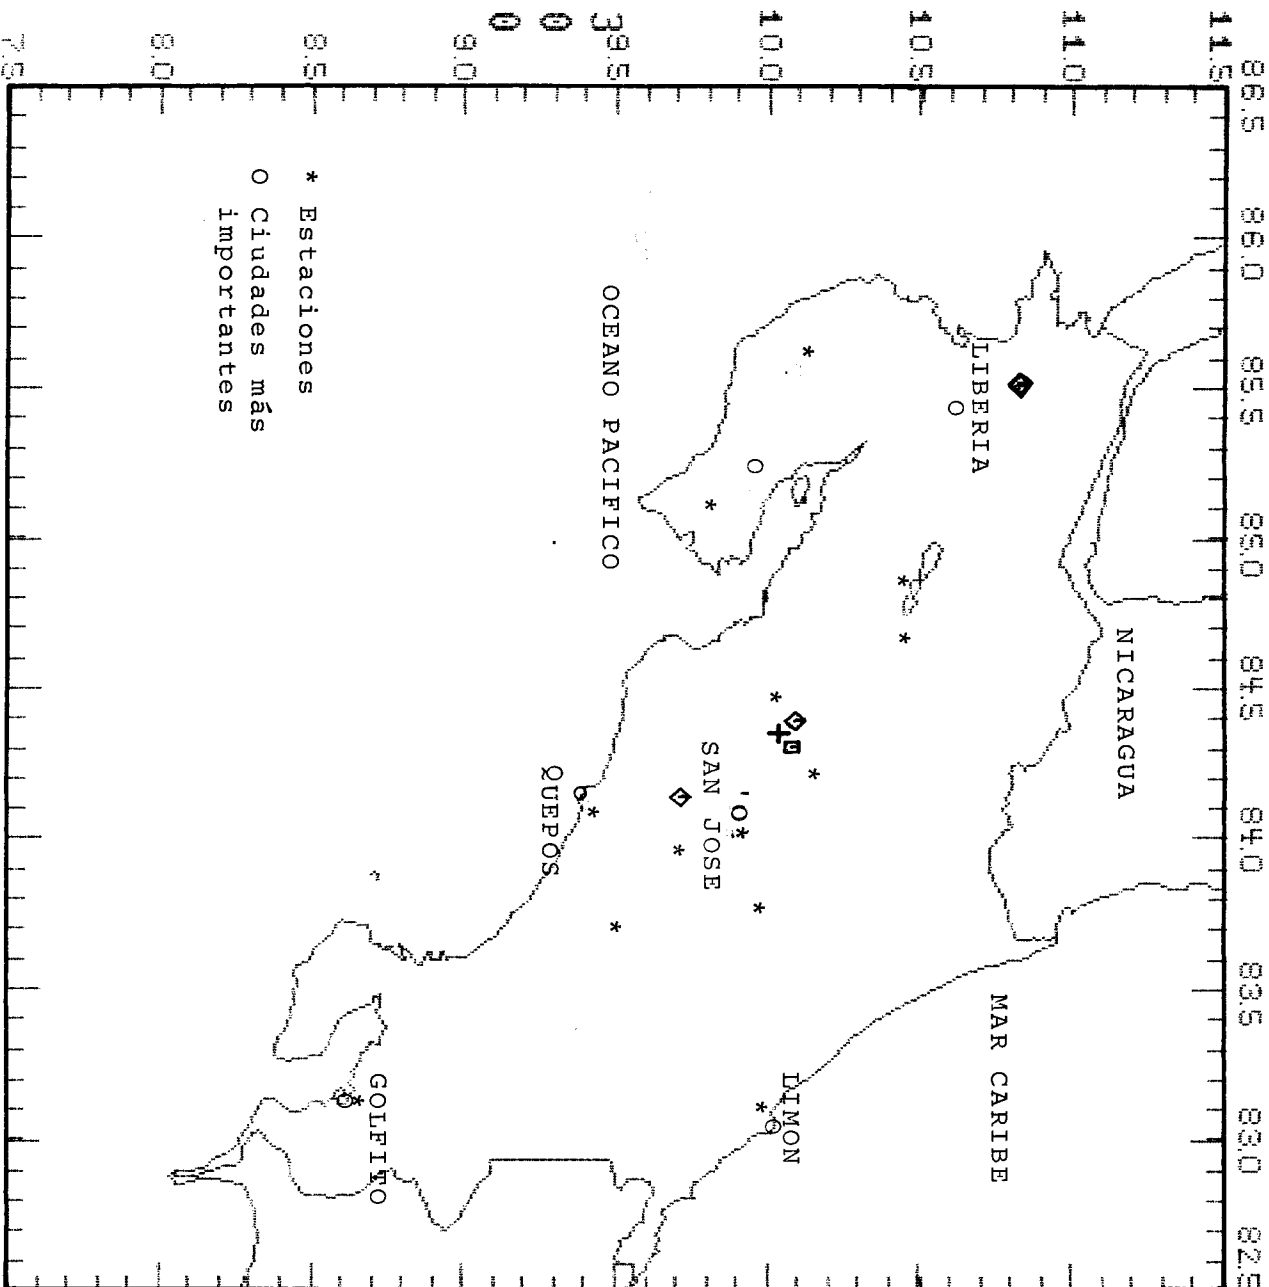 86.5
86.0
85.5
85.0
84.5
84.0
83.5
83.0
82.5
11.5
11.0
10.5
10.0
9.5
9.0
8.5
8.0
7.5
NICARAGUA
MAR CARIBE
LIBERIA
LIMON
SAN JOSE
OCEANO PACIFICO
QUEPOS
GOLFITO
* Estaciones
O Ciudades más
importantes